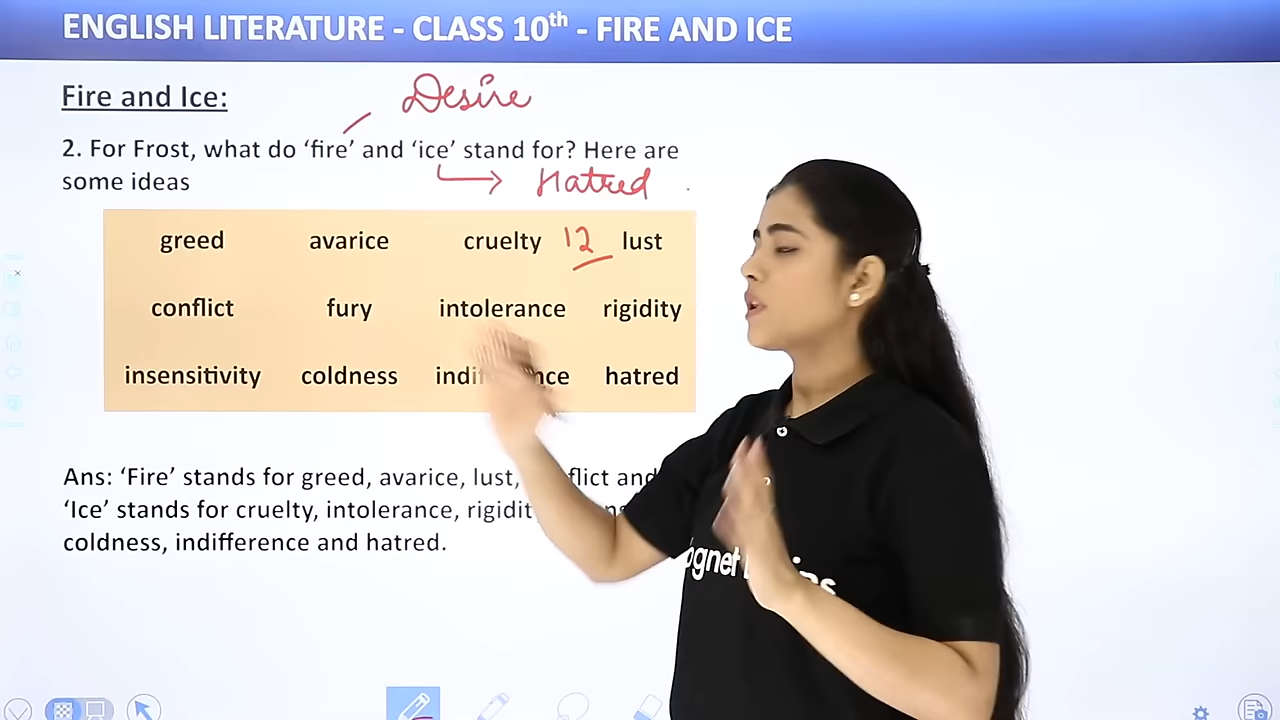 ENGLISH LITERATURE - CLASS 10th - FIRE AND ICE
Fire and Ice:
Desire
2. For Frost, what do ‘fire’ and ‘ice’ stand for? Here are
some ideas
Hatred
greed avarice cruelty 12 lust
conflict fury intolerance rigidity
insensitivity coldness hatred
Ans: ‘Fire’ stands for greed, avarice, lust, and
‘Ice’ stands for cruelty, intolerance,
coldness, indifference and hatred.